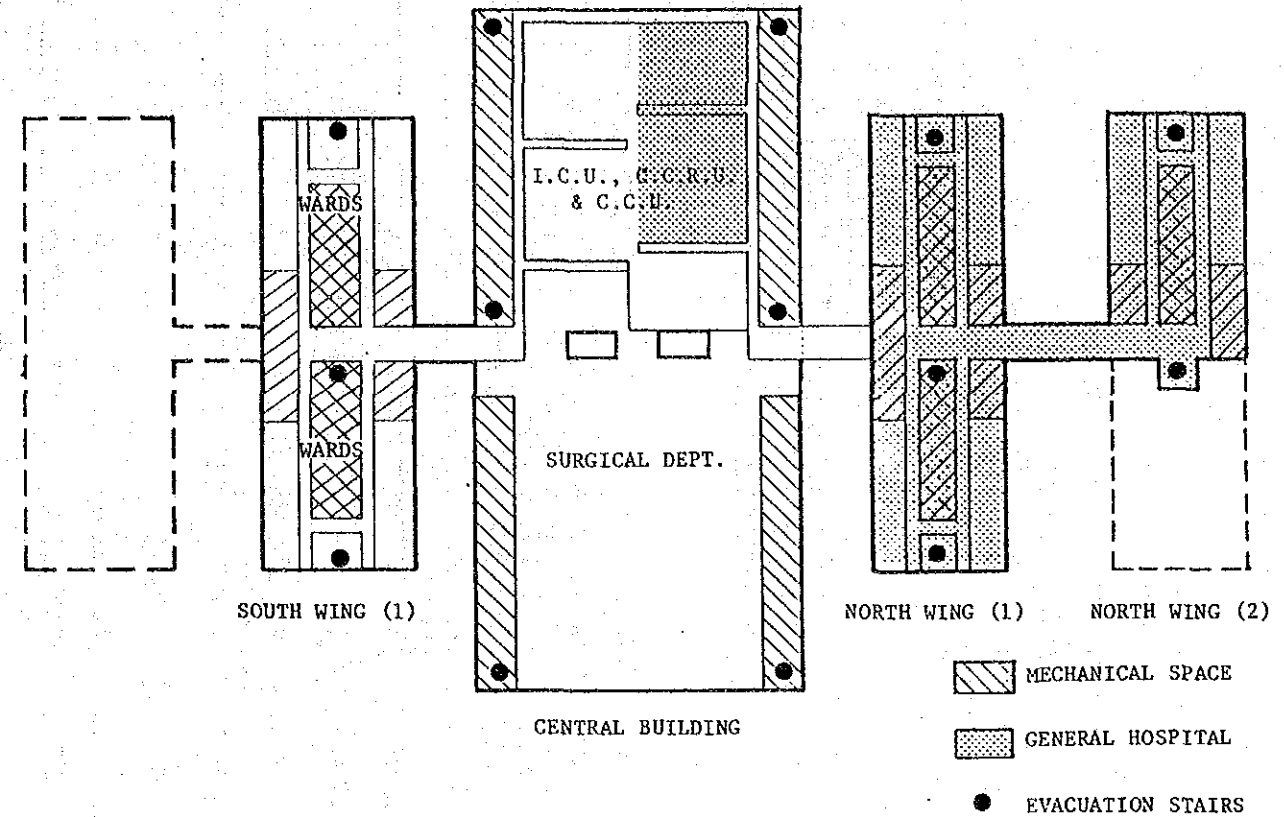 I.C.U., C.C.R.U.
& C.C.U.
WARDS
WARDS
SURGICAL DEPT.
SOUTH WING (1)
NORTH WING (1)
NORTH WING (2)
CENTRAL BUILDING
MECHANICAL SPACE
GENERAL HOSPITAL
EVACUATION STAIRS